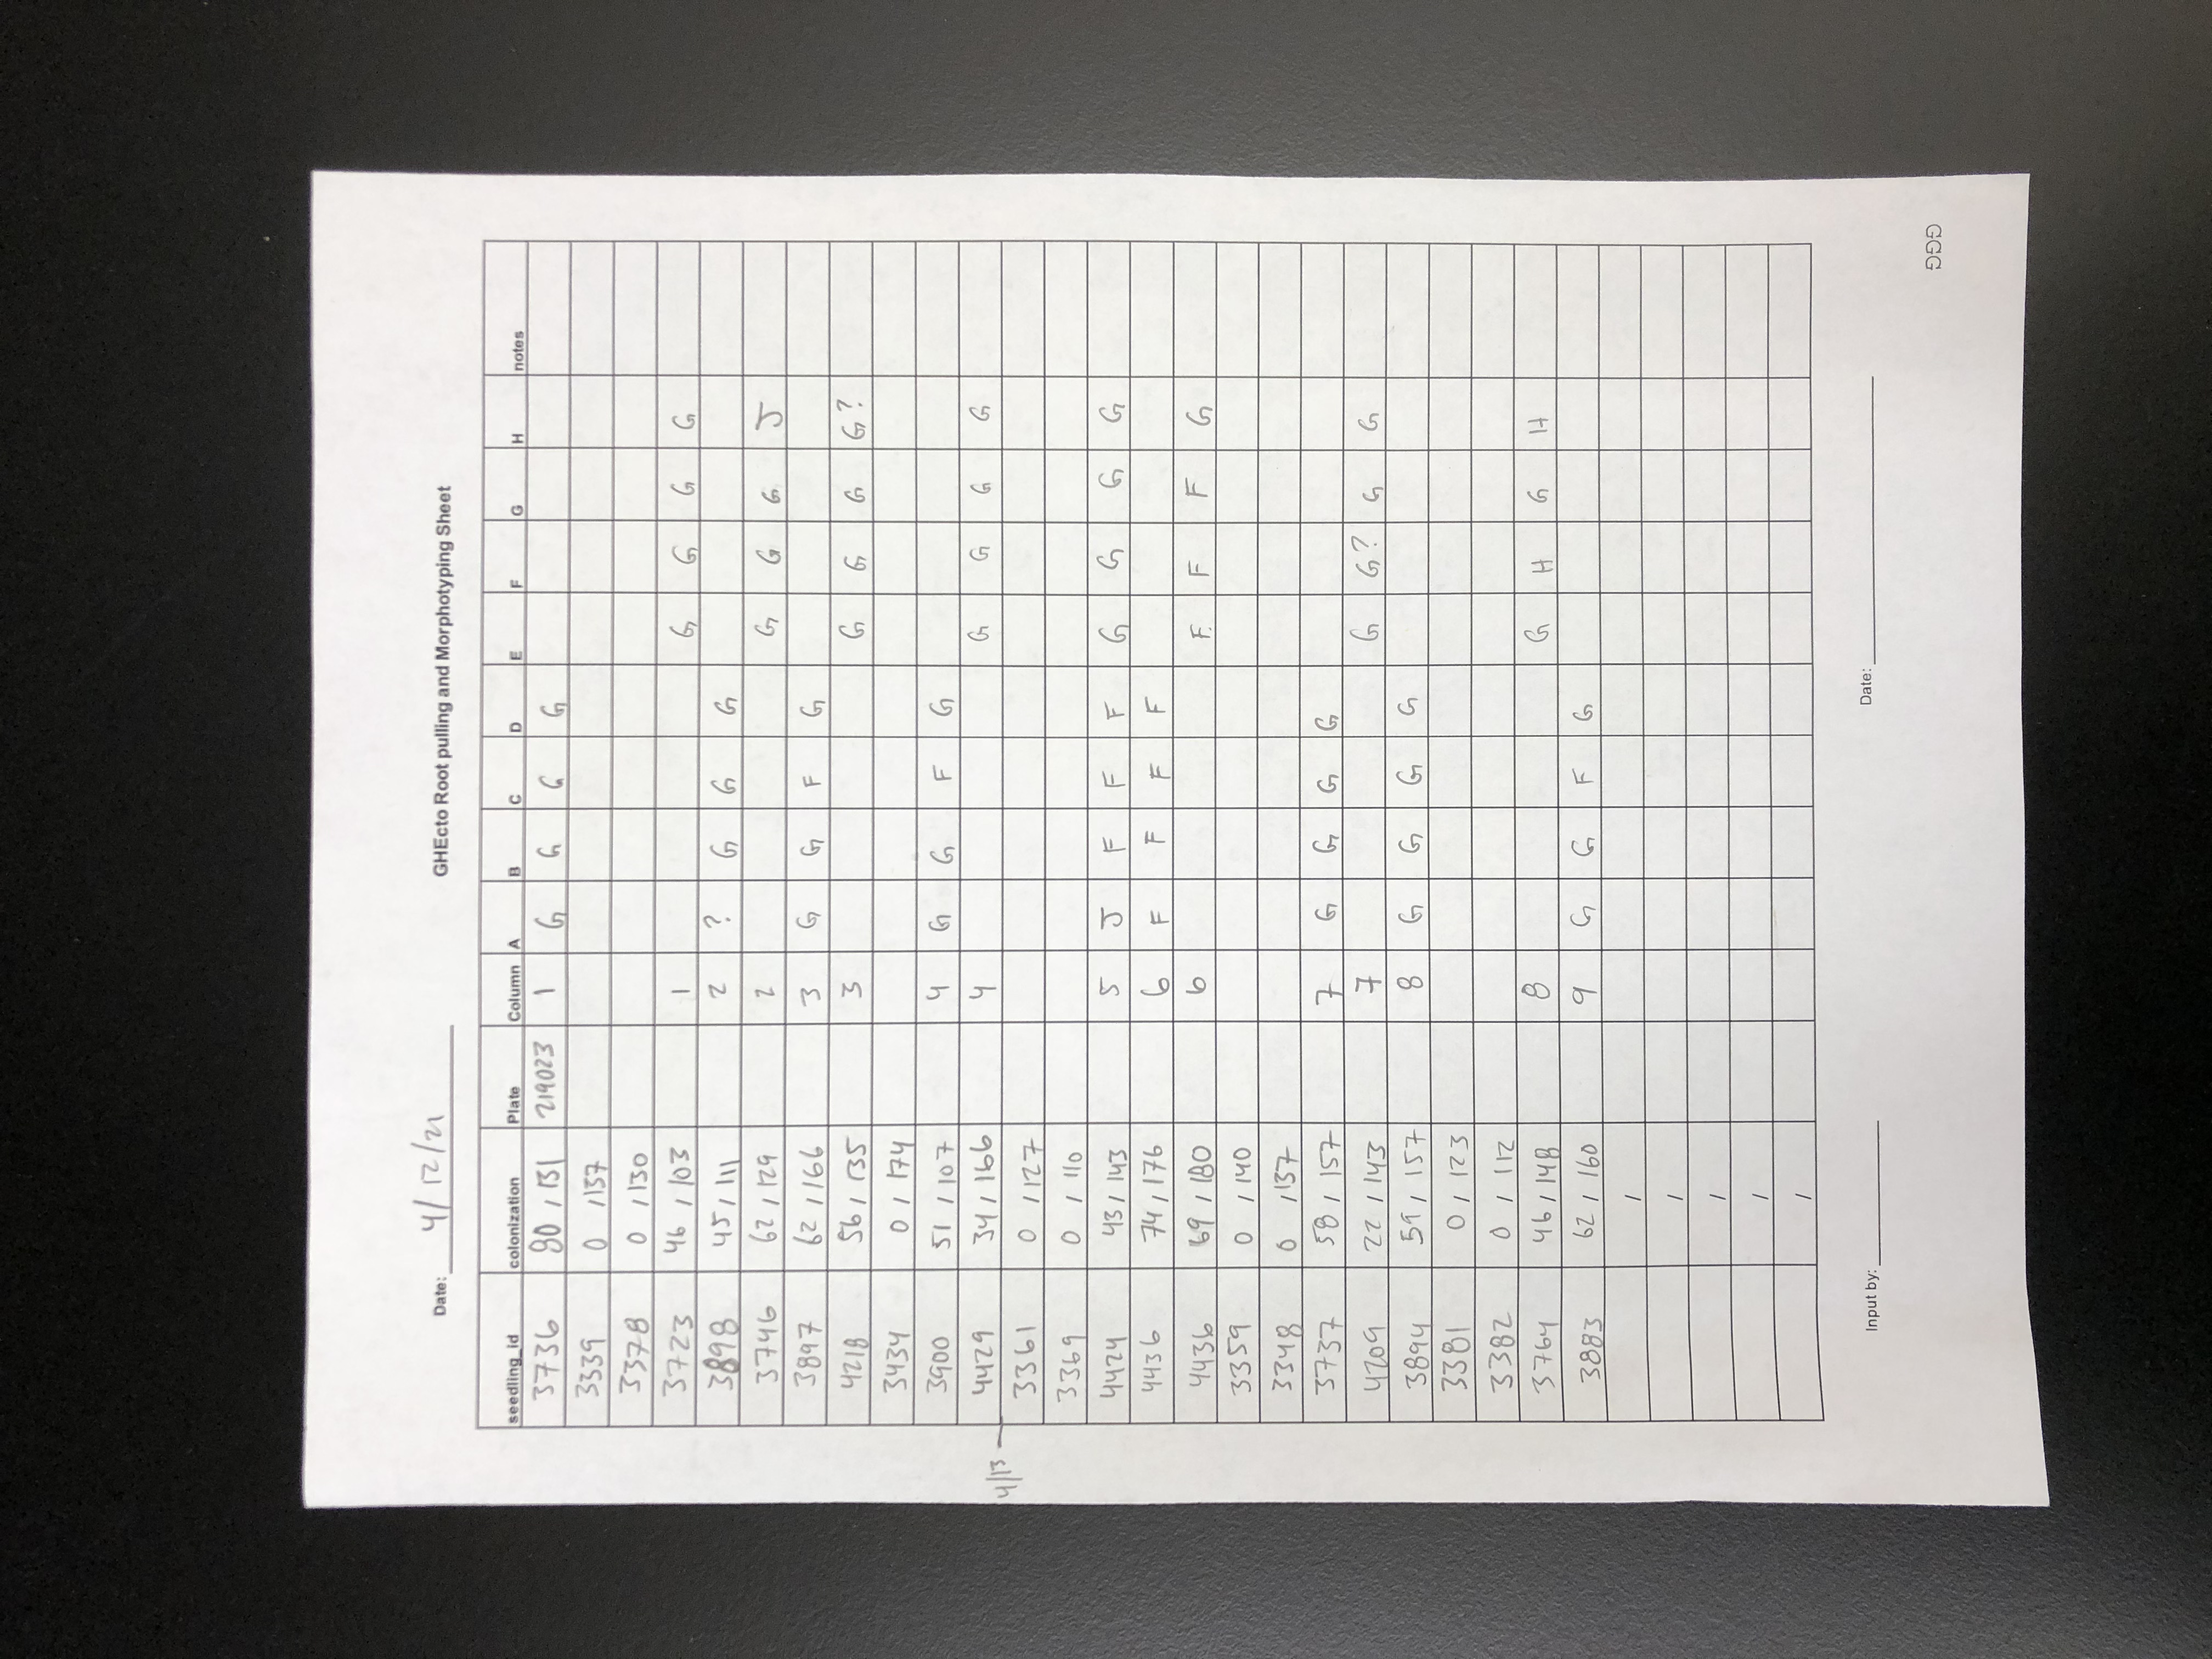 Date: 4/12/21 GHEcto Root pulling and Morphotyping Sheet
seedling_id colonization Plate Column A B C D E F G H notes
3736 80 / 131 219023 1 G G G G
3339 0 / 137
3378 0 / 130
3723 46 / 103 1 G G G G
3898 45 / 111 2 ? G G G
3746 62 / 129 2 G G G J
3897 62 / 166 3 G G F G
4218 56 / 135 3 G G G G?
3434 0 / 174
3900 51 / 107 4 G G F G
4429 34 / 166 4 G G G G
4/13
3361 0 / 127
3369 0 / 110
4424 43 / 143 5 J F F F G G G G
4436 74 / 176 6 F F F F
4436 69 / 180 6 F F F G
3359 0 / 140
3348 0 / 137
3737 58 / 157 7 G G G G
4209 22 / 143 7 G G? G G
3894 59 / 157 8 G G G G
3381 0 / 123
3382 0 / 112
3764 46 / 148 8 G H G H
3883 62 / 160 9 G G F G
/
/
/
/
/
Input by: Date:
GGG